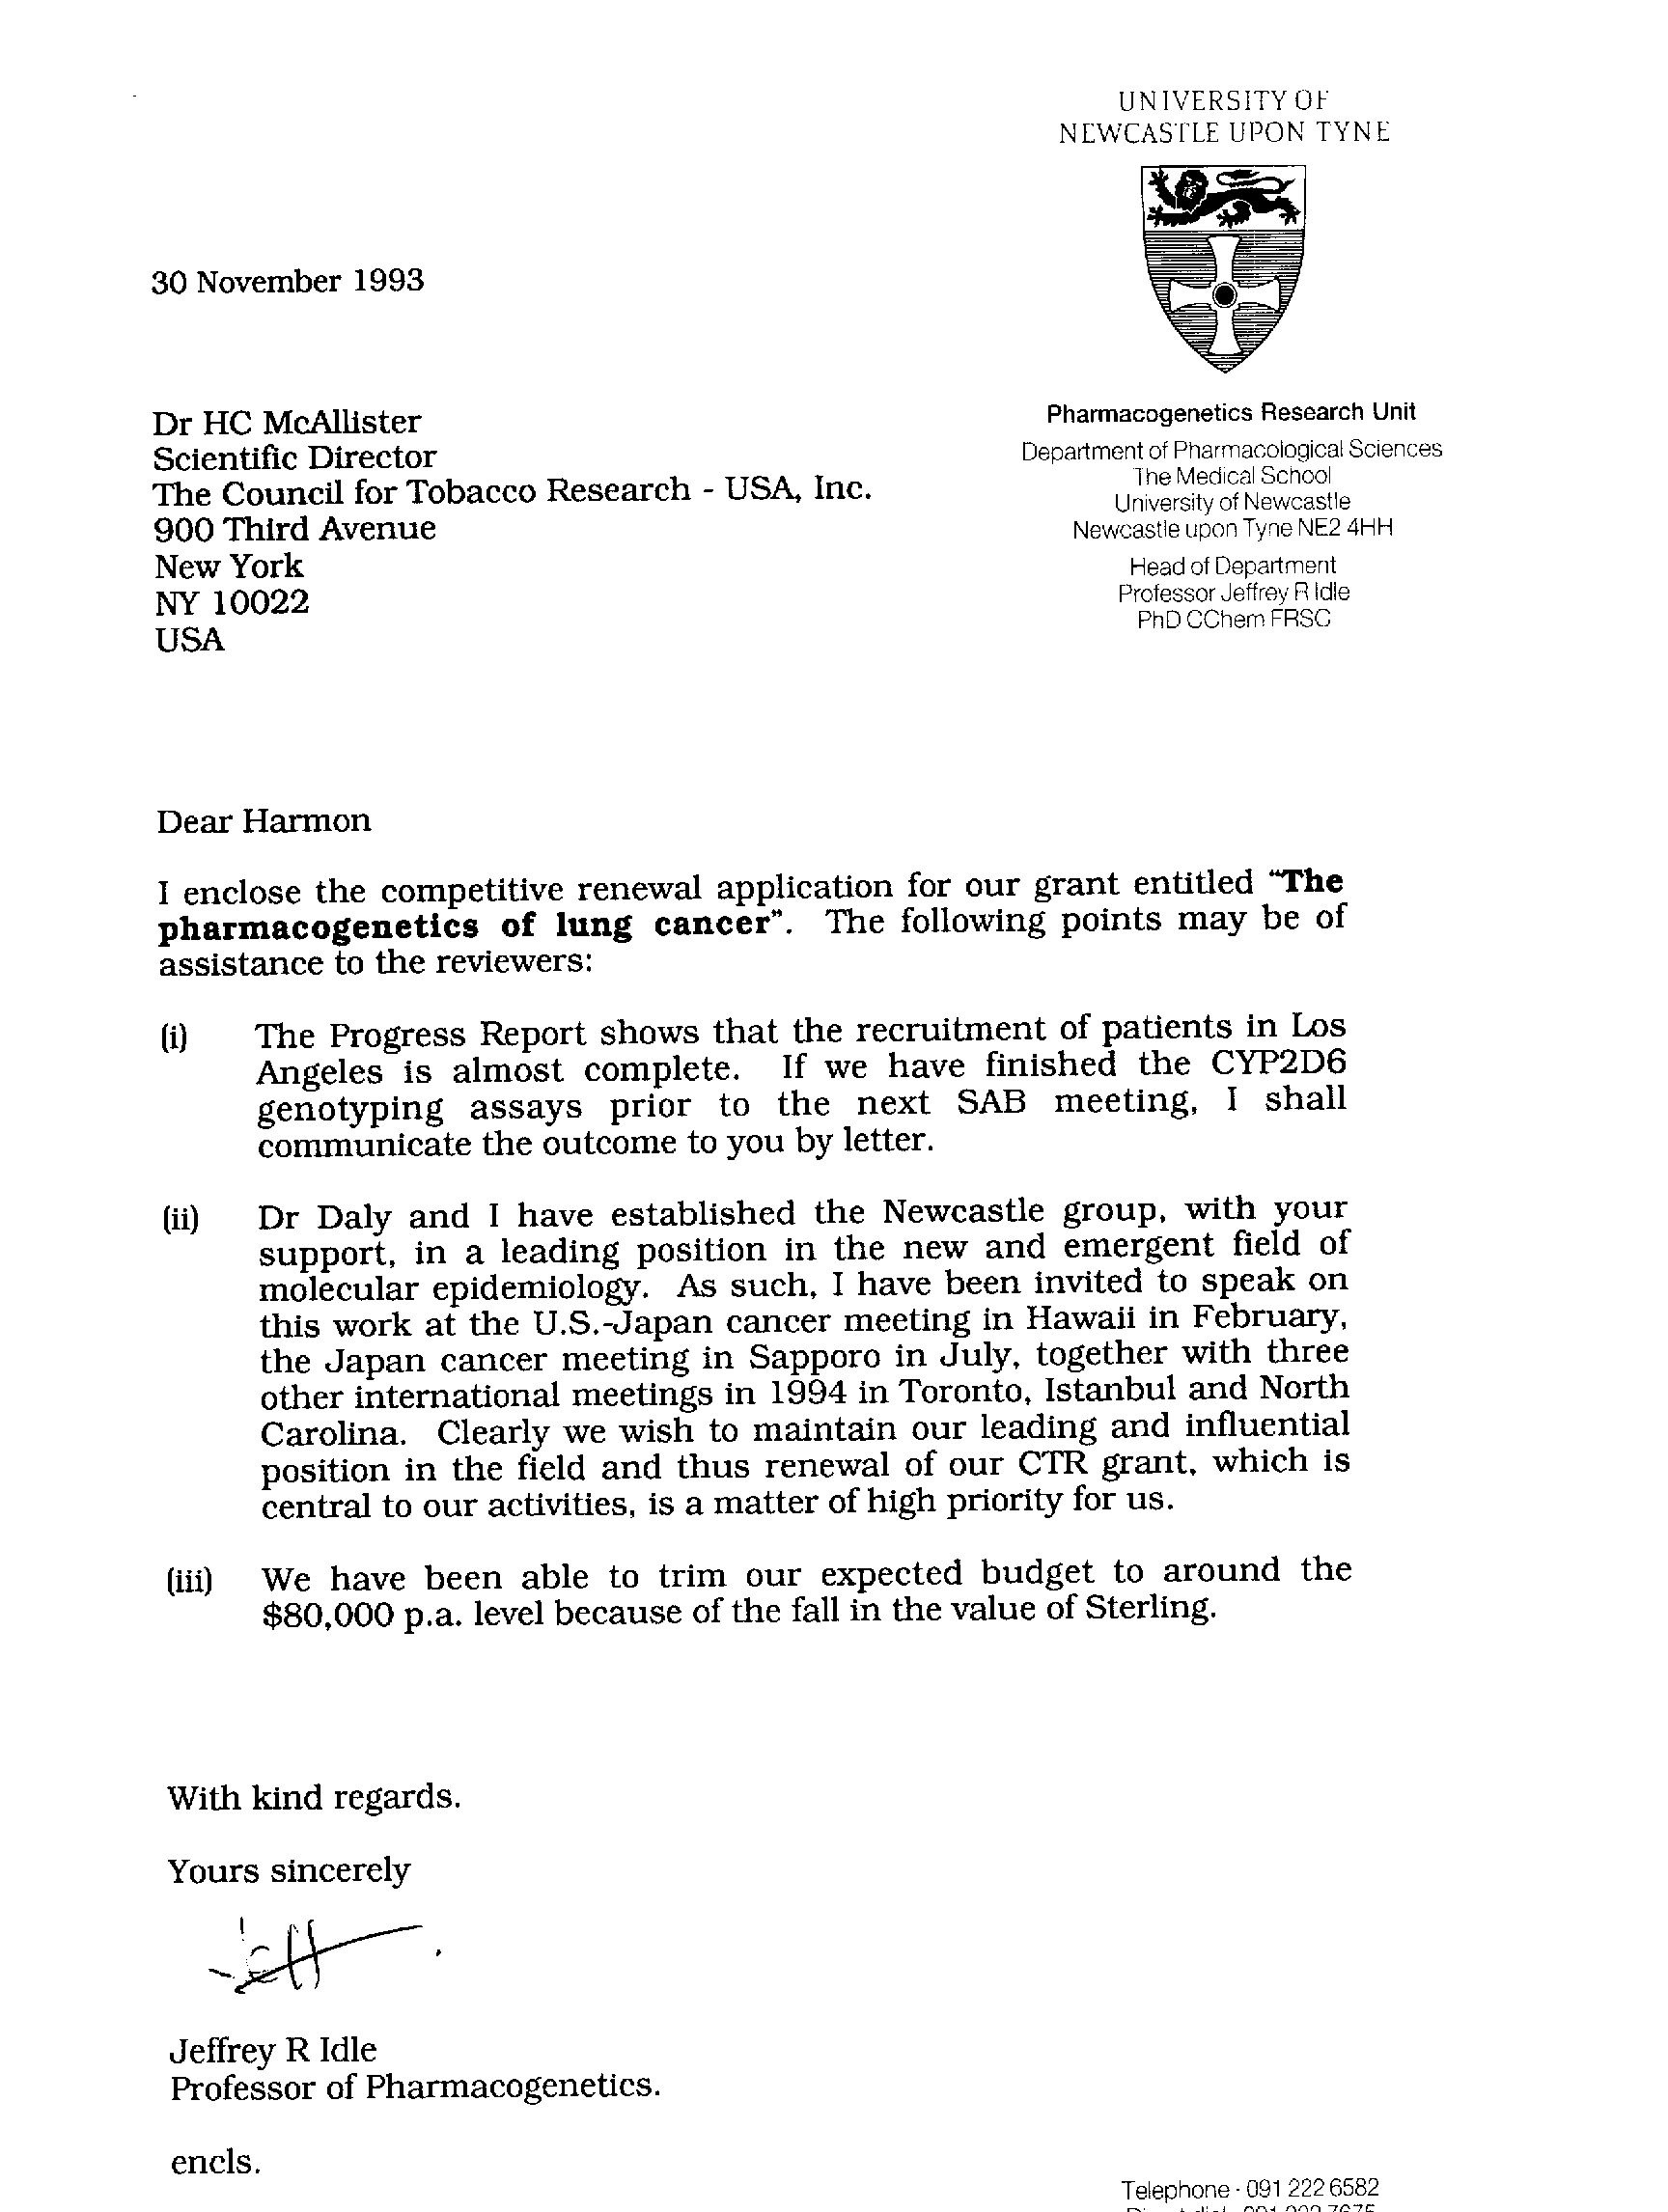 UNIVERSITY OF
NEWCASTLE UPON TYNE
30 November 1993
Dr HC McAllister
Scientific Director
The Council for Tobacco Research - USA, Inc.
900 Third Avenue
New York
NY 10022
USA
Pharmacogenetics Research Unit
Department of Pharmacological Sciences
The Medical School
University of Newcastle
Newcastle upon Tyne NE2 4HH
Head of Department
Professor Jeffrey R Idle
PhD CChem FRSC
Dear Harmon
I enclose the competitive renewal application for our grant entitled "The
pharmacogenetics of lung cancer". The following points may be of
assistance to the reviewers:
(i) The Progress Report shows that the recruitment of patients in Los
Angeles is almost complete. If we have finished the CYP2D6
genotyping assays prior to the next SAB meeting, I shall
communicate the outcome to you by letter.
(ii) Dr Daly and I have established the Newcastle group, with your
support, in a leading position in the new and emergent field of
molecular epidemiology. As such, I have been invited to speak on
this work at the U.S.-Japan cancer meeting in Hawaii in February,
the Japan cancer meeting in Sapporo in July, together with three
other international meetings in 1994 in Toronto, Istanbul and North
Carolina. Clearly we wish to maintain our leading and influential
position in the field and thus renewal of our CTR grant, which is
central to our activities, is a matter of high priority for us.
(iii) We have been able to trim our expected budget to around the
$80,000 p.a. level because of the fall in the value of Sterling.
With kind regards.
Yours sincerely
Jeff
Jeffrey R Idle
Professor of Pharmacogenetics.
encls.
Telephone - 091 222 6582